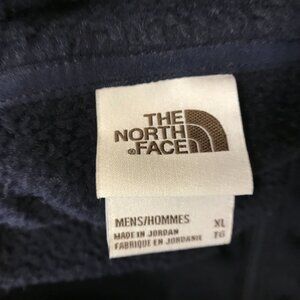 THE
NORTH
®FACE
MENS/HOMMES XL
MADE IN JORDAN TG
FABRIQUE EN JORDANIE